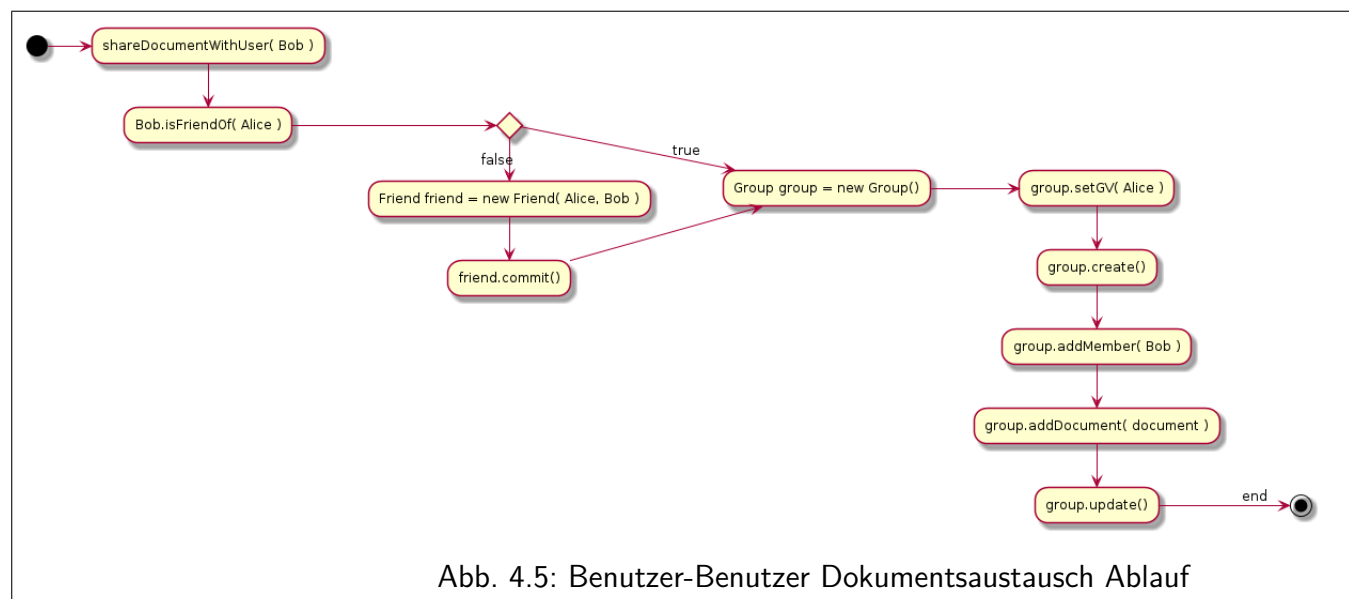 shareDocumentWithUser( Bob )
Bob.isFriendOf( Alice )
true
false
Friend friend = new Friend( Alice, Bob )
friend.commit()
Group group = new Group()
group.setGV( Alice )
group.create()
group.addMember( Bob )
group.addDocument( document )
group.update()
end
Abb. 4.5: Benutzer-Benutzer Dokumentsaustausch Ablauf